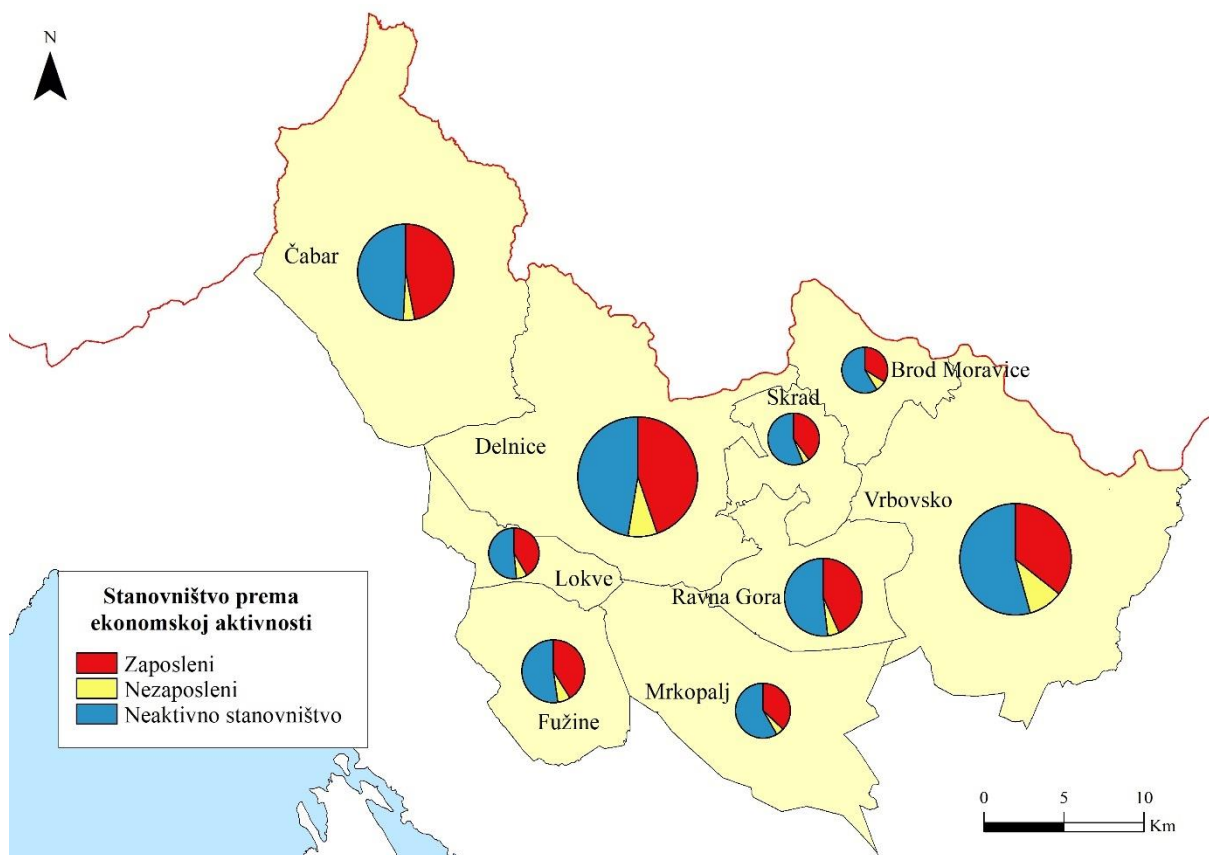 N
Čabar
Brod Moravice
Skrad
Delnice
Vrbovsko
Lokve
Ravna Gora
Mrkopalj
Fužine
Stanovništvo prema
ekonomskoj aktivnosti
Zaposleni
Nezaposleni
Neaktivno stanovništvo
0 5 10
Km